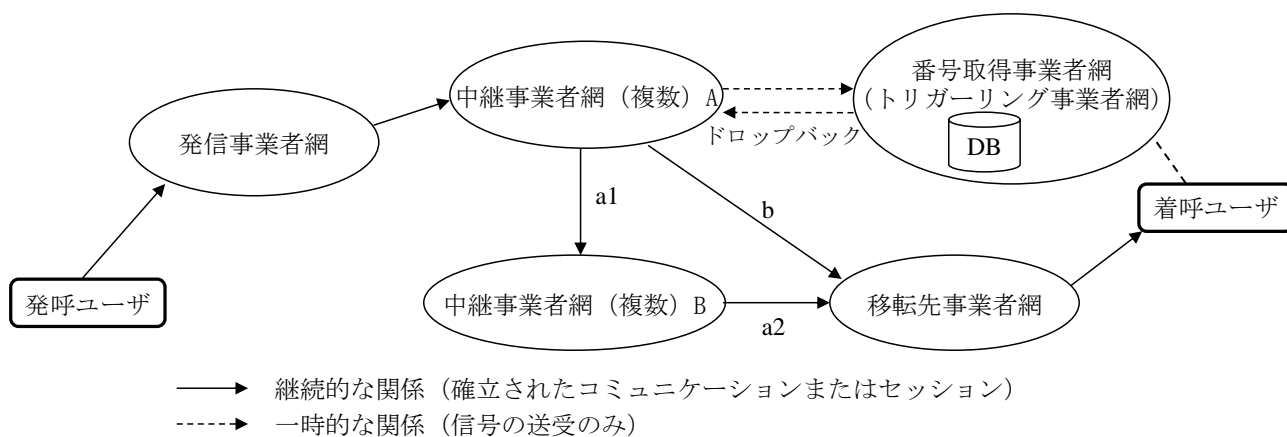 番号取得事業者網
(トリガーリング事業者網)
DB
中継事業者網（複数）A
ドロップバック
発信事業者網
a1
b
着呼ユーザ
発呼ユーザ
中継事業者網（複数）B
a2
移転先事業者網
継続的な関係（確立されたコミュニケーションまたはセッション）
一時的な関係（信号の送受のみ）